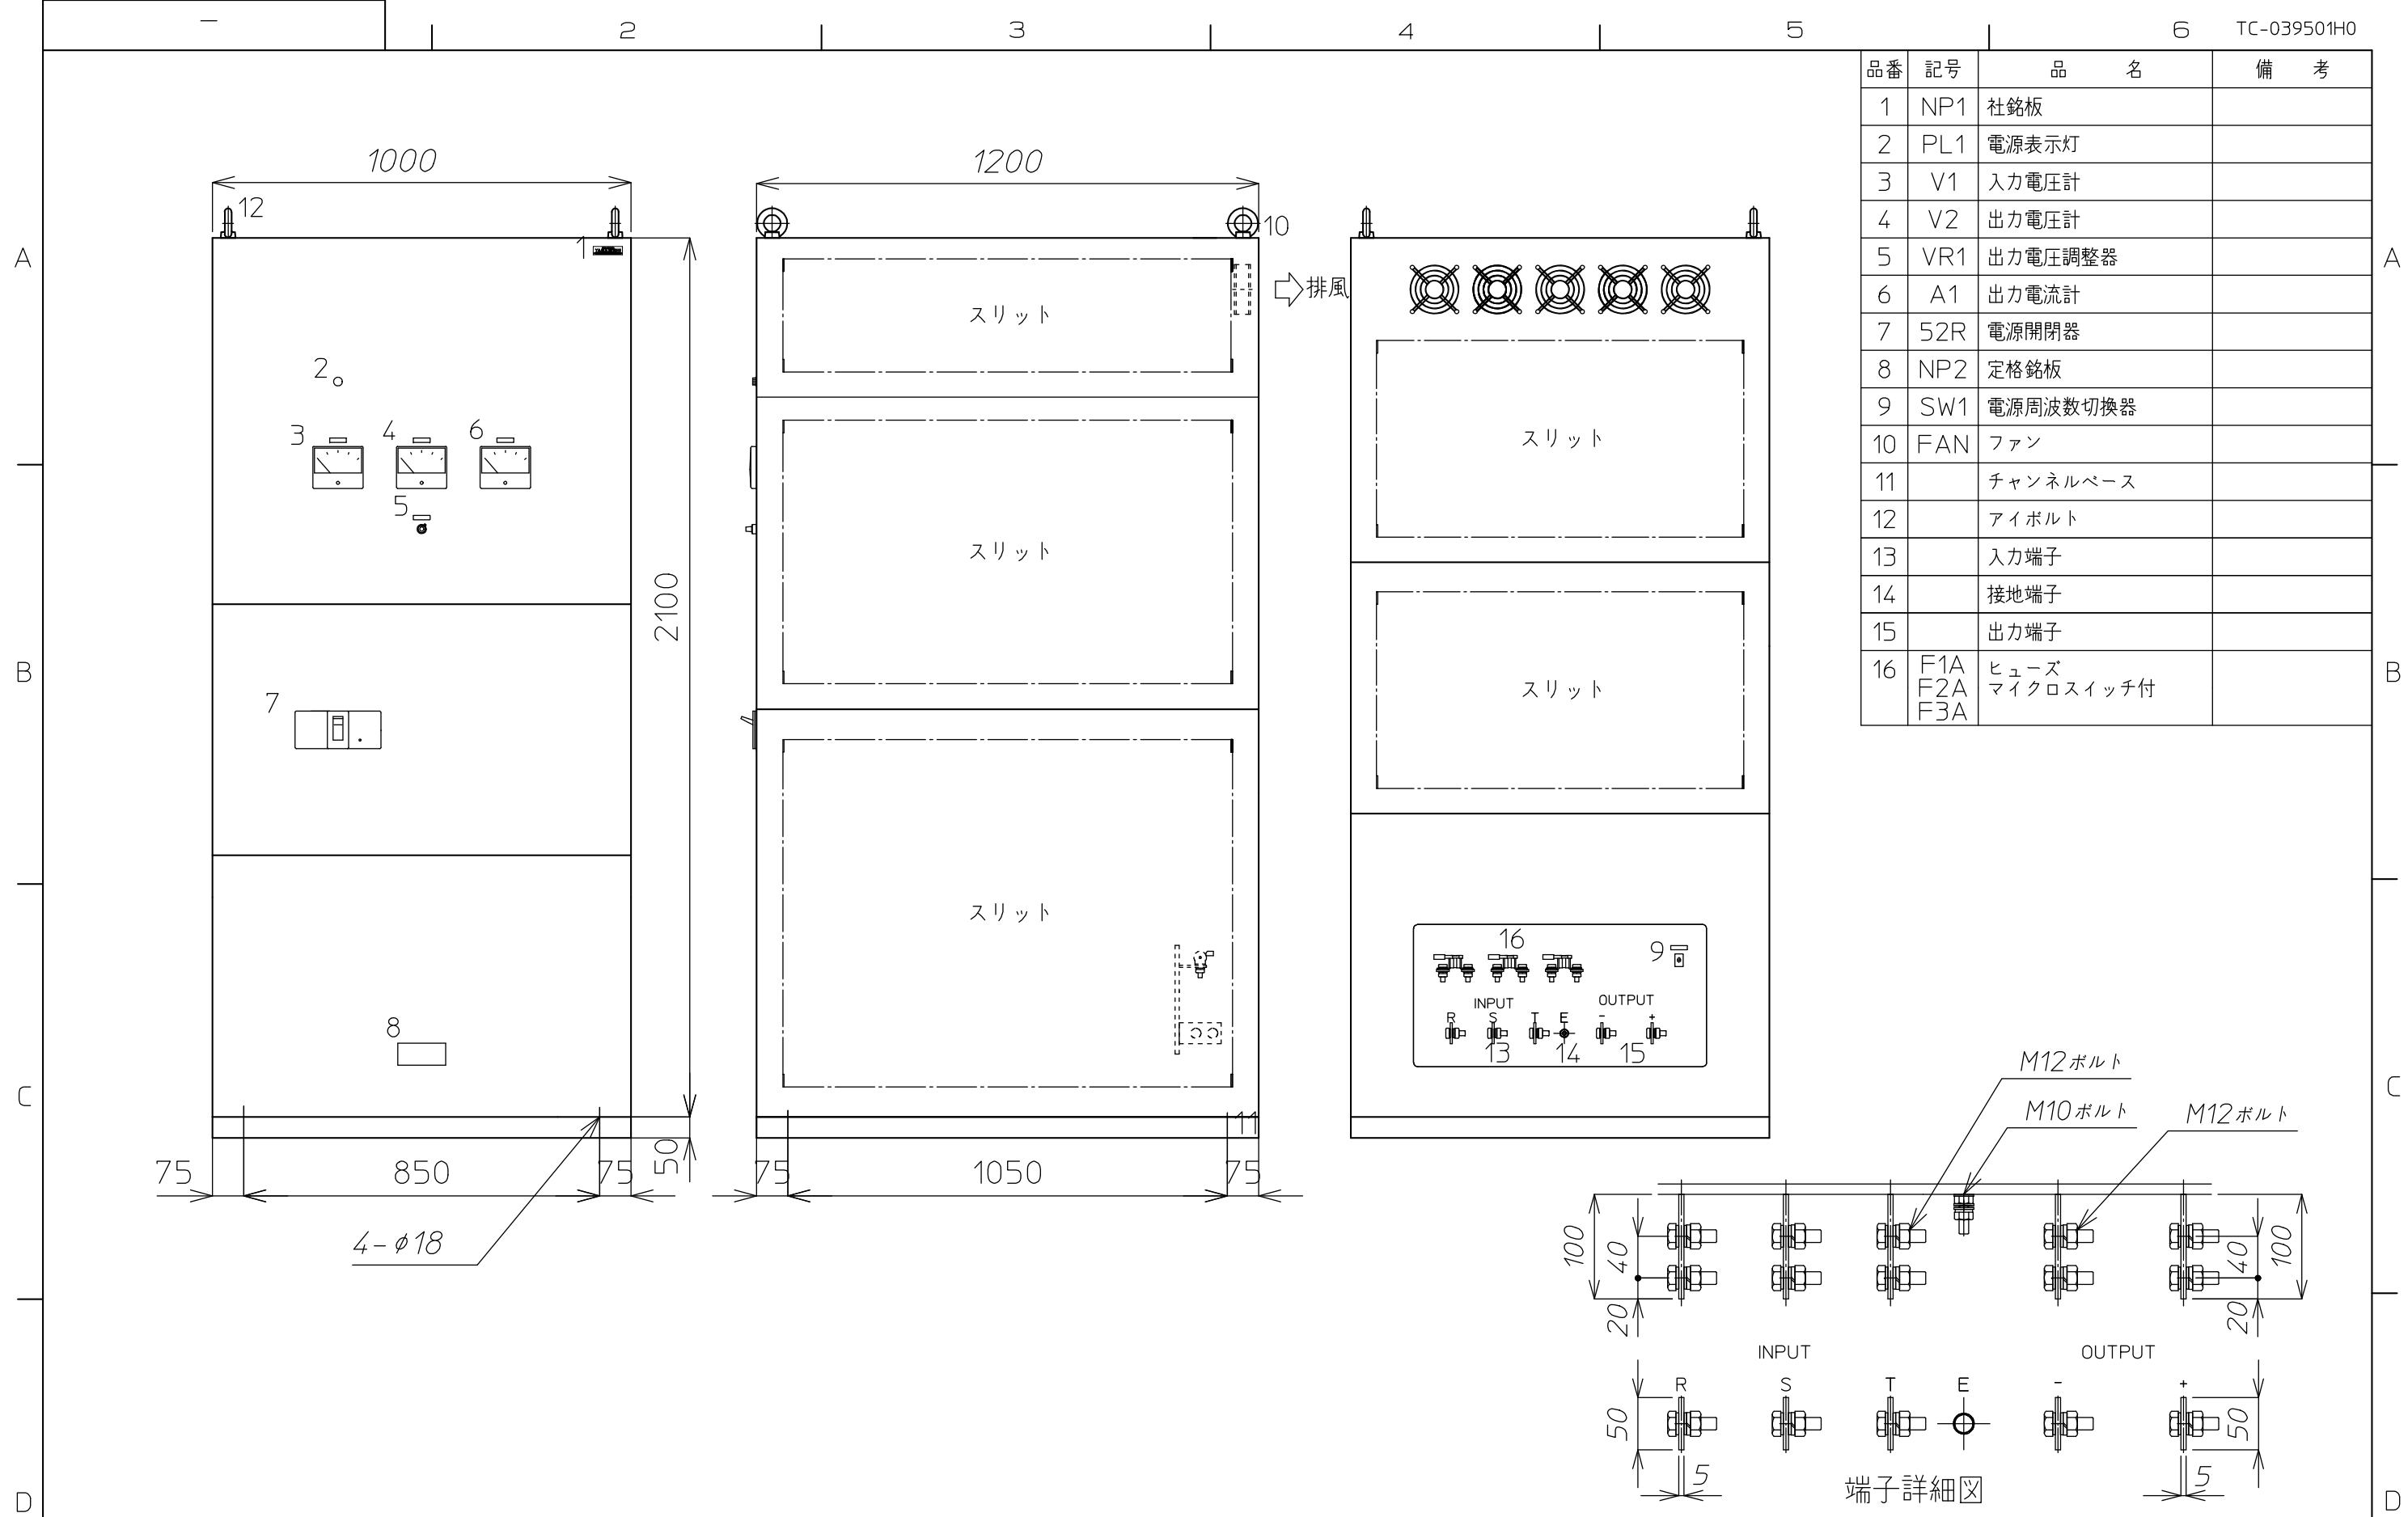 —
2
3
4
5
6
TC-039501H0
品番 記号 品名 備考
1 NP1 社銘板
2 PL1 電源表示灯
3 V1 入力電圧計
4 V2 出力電圧計
5 VR1 出力電圧調整器
6 A1 出力電流計
7 52R 電源開閉器
8 NP2 定格銘板
9 SW1 電源周波数切換器
10 FAN ファン
11 チャンネルベース
12 アイボルト
13 入力端子
14 接地端子
15 出力端子
16 F1A ヒューズ
F2A マイクロスイッチ付
F3A
A
B
C
D
A
B
C
D
1000
12
1
2
3
4
6
5
7
8
2100
50
75
850
75
4-φ18
1200
10
排風
スリット
スリット
スリット
11
75
1050
75
スリット
スリット
16
9
INPUT
OUTPUT
R S T E - +
13
14
15
M12ボルト
M10ボルト
M12ボルト
100
40
20
40
100
20
INPUT
OUTPUT
R S T E - +
50
50
5
5
端子詳細図